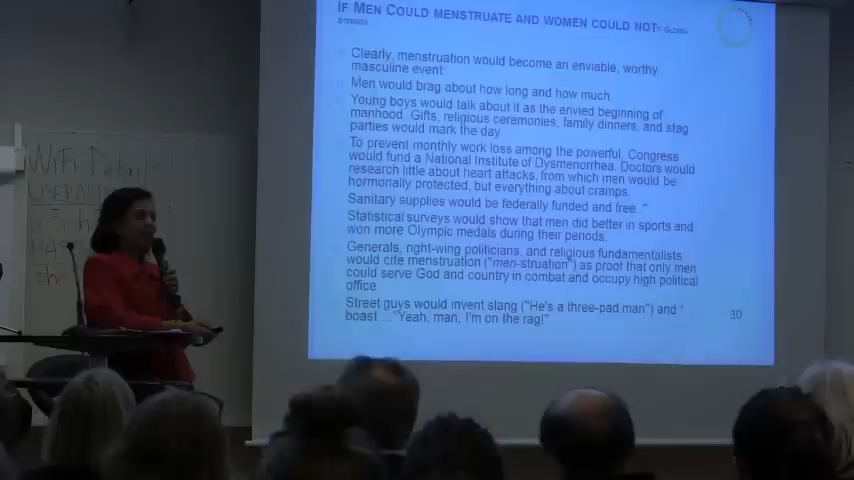 IF MEN COULD MENSTRUATE AND WOMEN COULD NOT- GLORIA
STEINEM
Clearly, menstruation would become an enviable, worthy
masculine event
Men would brag about how long and how much.
Young boys would talk about it as the envied beginning of
manhood. Gifts, religious ceremonies, family dinners, and stag
parties would mark the day
To prevent monthly work loss among the powerful, Congress
would fund a National Institute of Dysmenorrhea. Doctors would
research little about heart attacks, from which men would be
hormonally protected, but everything about cramps.
Sanitary supplies would be federally funded and free.."
Statistical surveys would show that men did better in sports and
won more Olympic medals during their periods.
Generals, right-wing politicians, and religious fundamentalists
would cite menstruation ("men-struation") as proof that only men
could serve God and country in combat and occupy high political
office
Street guys would invent slang ("He's a three-pad man") and "
boast ..."Yeah, man, I'm on the rag!"
30
WiFi Details